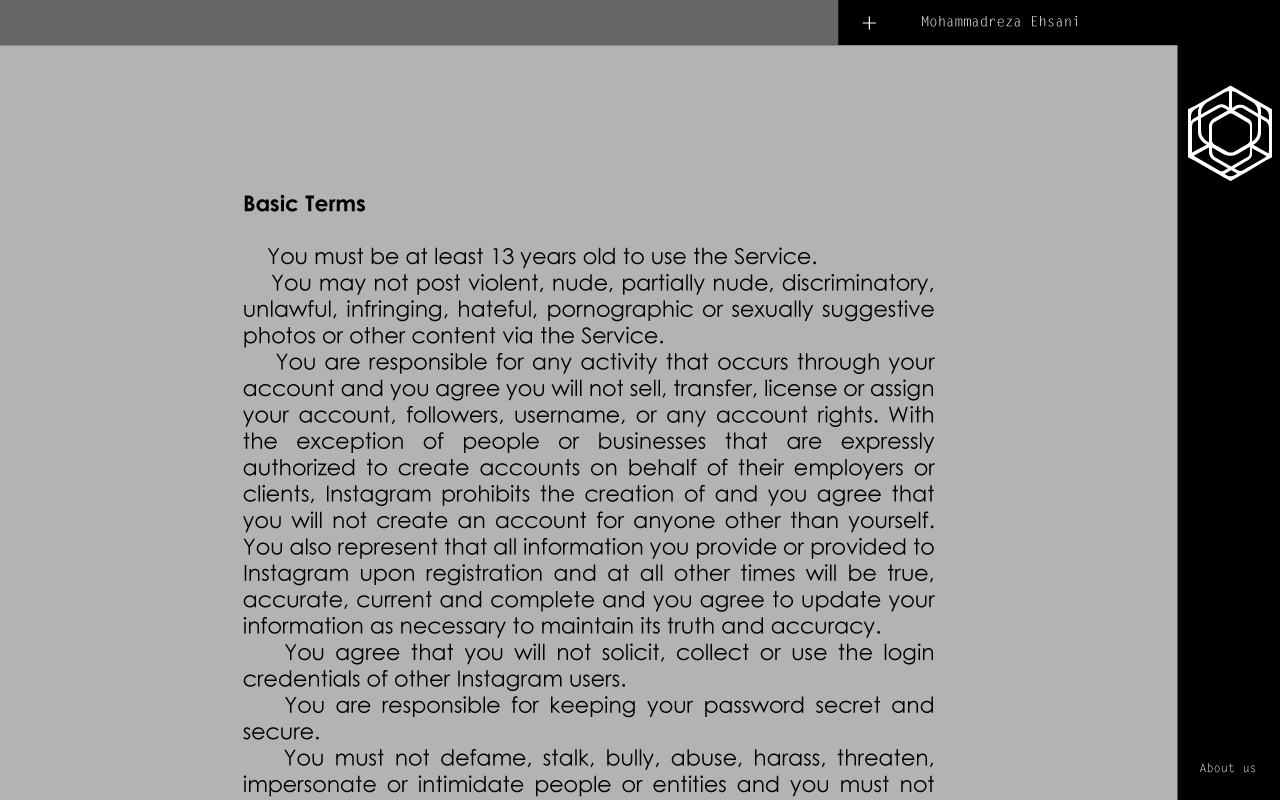 + Mohammadreza Ehsani
Basic Terms
You must be at least 13 years old to use the Service.
You may not post violent, nude, partially nude, discriminatory,
unlawful, infringing, hateful, pornographic or sexually suggestive
photos or other content via the Service.
You are responsible for any activity that occurs through your
account and you agree you will not sell, transfer, license or assign
your account, followers, username, or any account rights. With
the exception of people or businesses that are expressly
authorized to create accounts on behalf of their employers or
clients, Instagram prohibits the creation of and you agree that
you will not create an account for anyone other than yourself.
You also represent that all information you provide or provided to
Instagram upon registration and at all other times will be true,
accurate, current and complete and you agree to update your
information as necessary to maintain its truth and accuracy.
You agree that you will not solicit, collect or use the login
credentials of other Instagram users.
You are responsible for keeping your password secret and
secure.
You must not defame, stalk, bully, abuse, harass, threaten,
impersonate or intimidate people or entities and you must not
About us